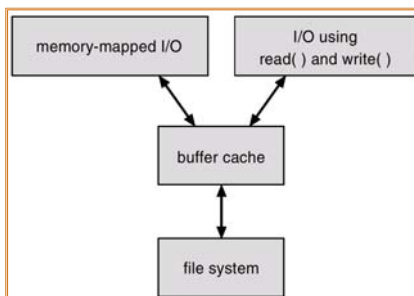 memory-mapped I/O
I/O using
read( ) and write( )
buffer cache
file system